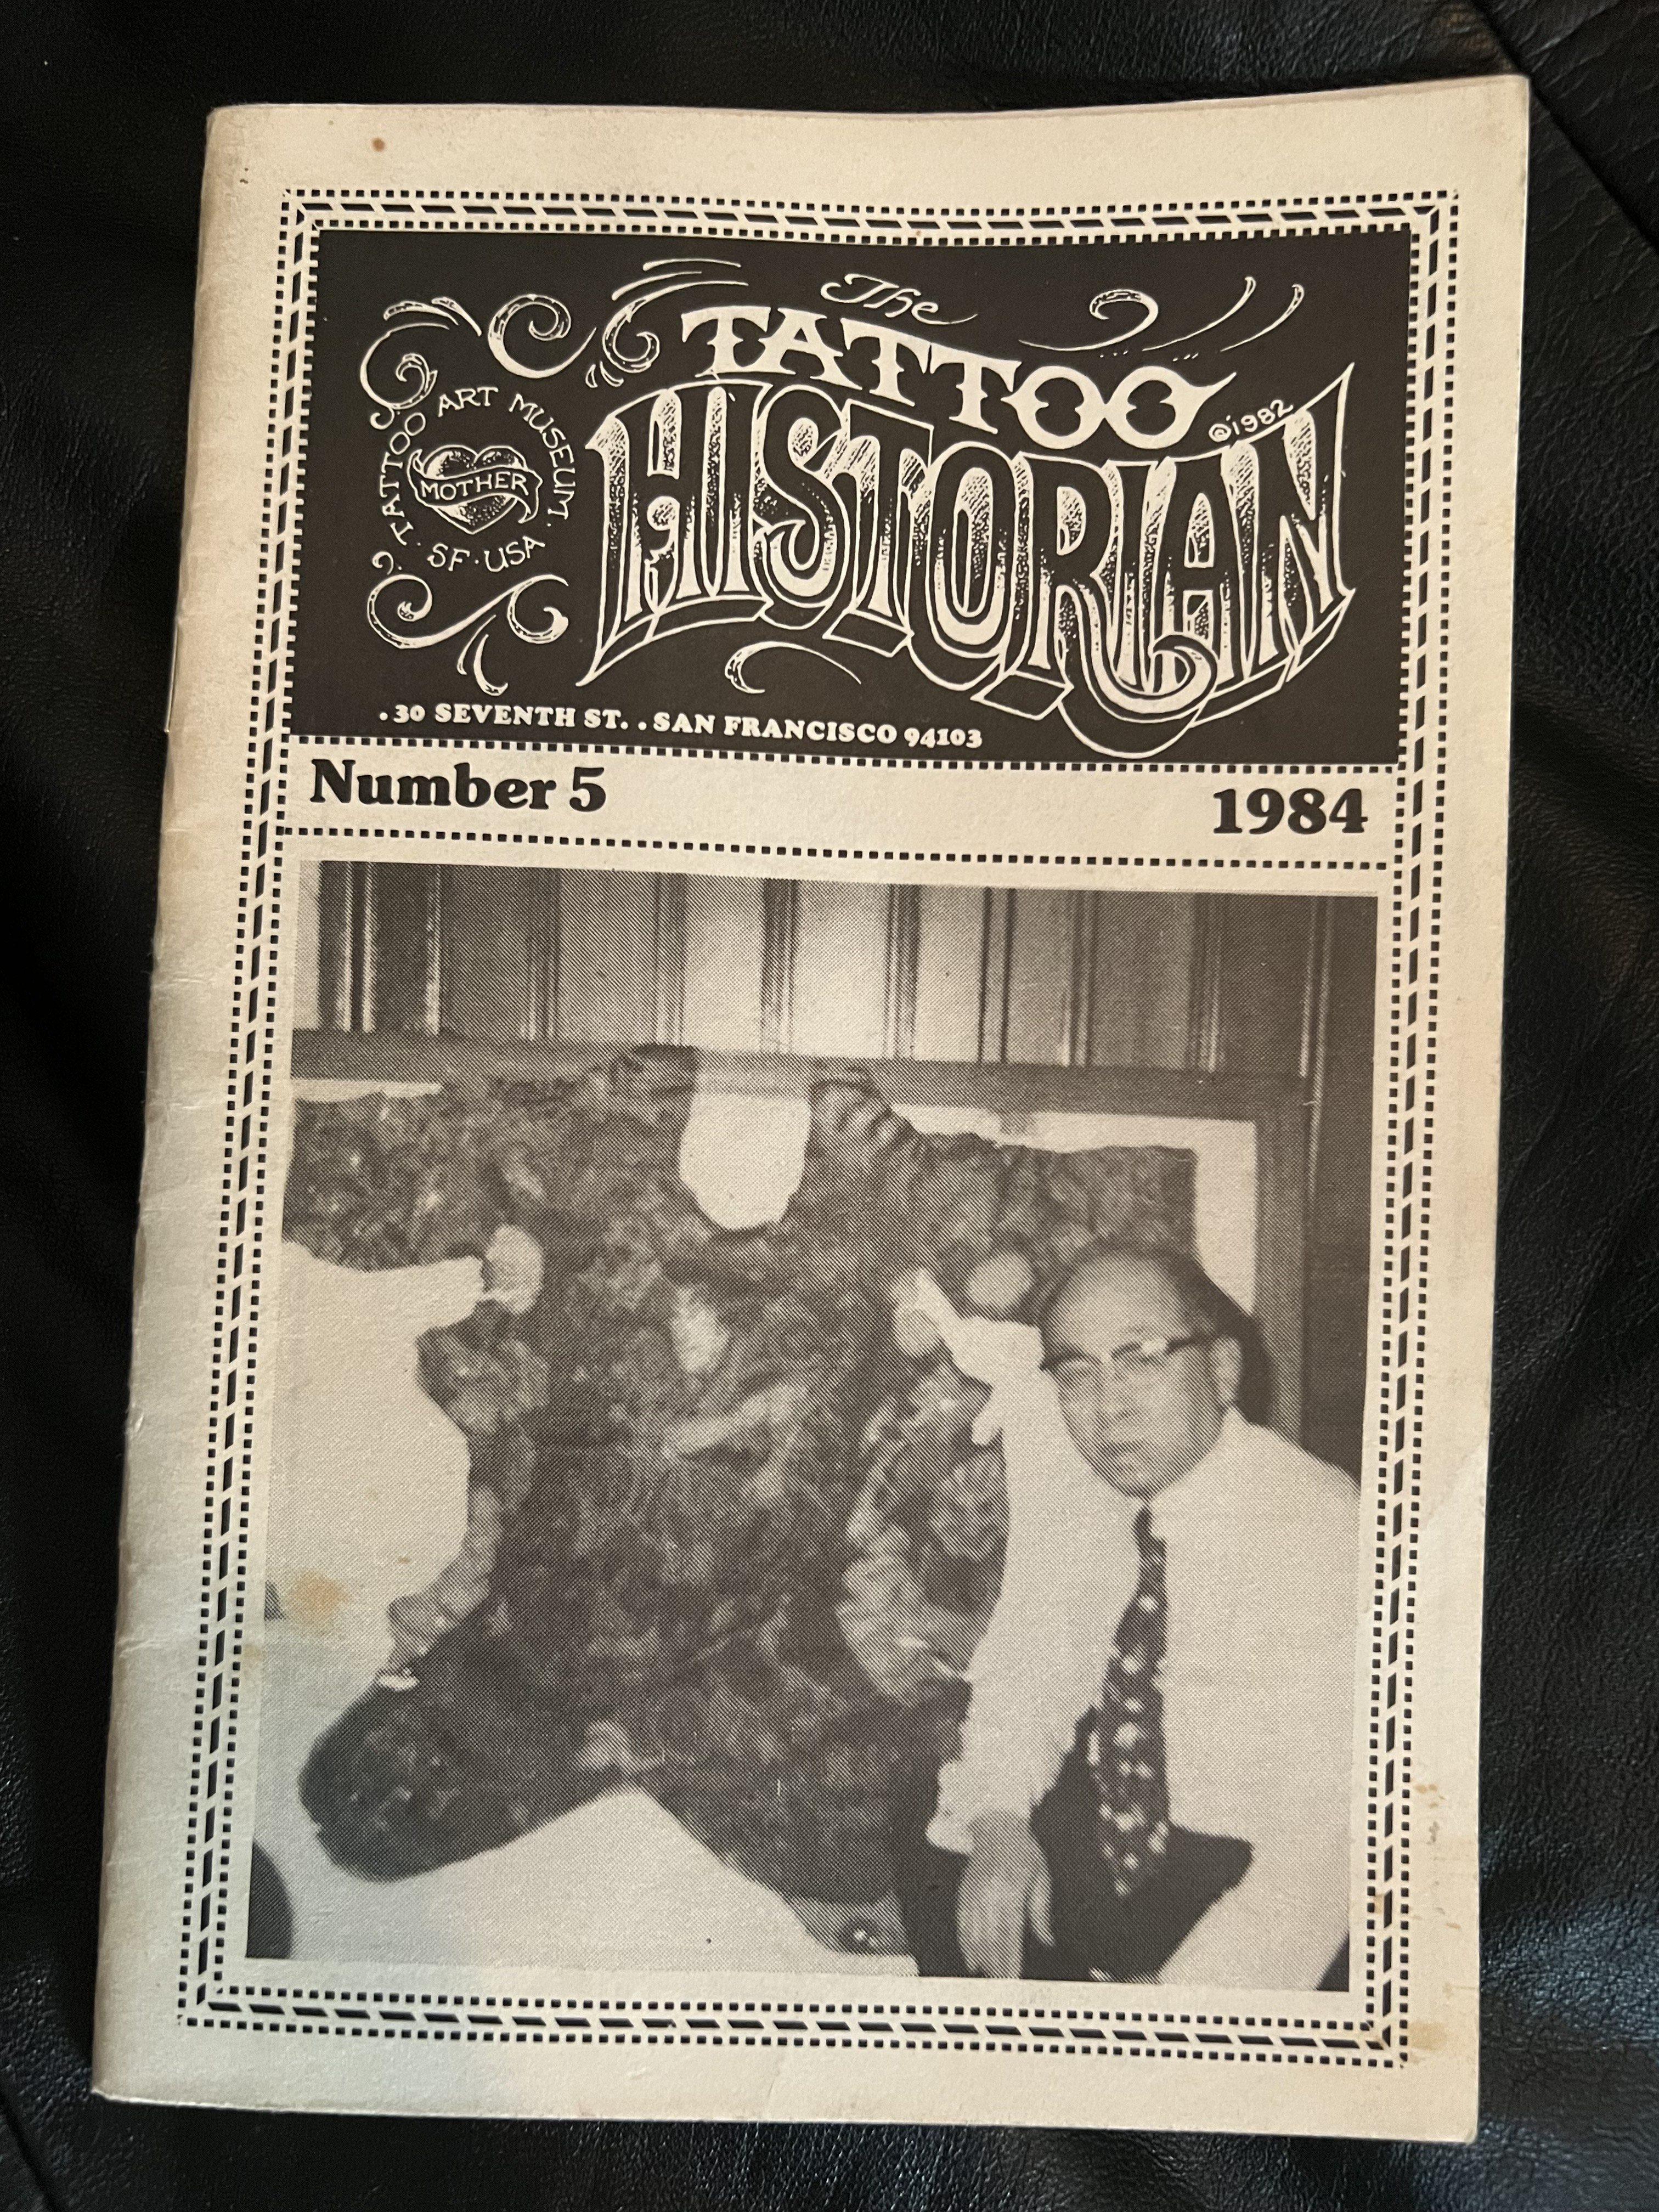 The
TATTOO
HISTORIAN
©1982
TATTOO ART MUSEUM.
MOTHER
. SF . USA
. 30 SEVENTH ST. . SAN FRANCISCO 94103
Number 5
1984